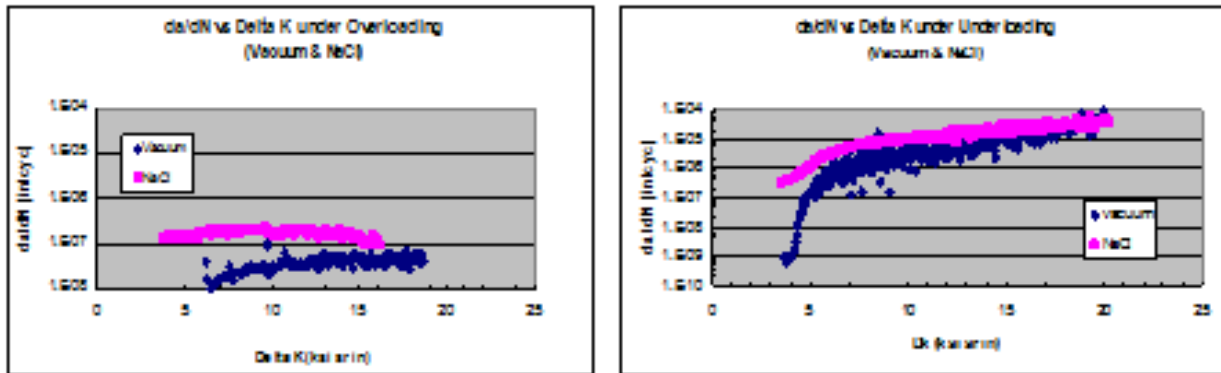 da/dN vs Delta K under Overloading
(Vacuum & NaCl)
1.E-04
1.E-05
1.E-06
1.E-07
1.E-08
da/dN [in/cyc]
Vacuum
NaCl
0 5 10 15 20 25
Delta K (ksi sr in)
da/dN vs Delta K under Underloading
(Vacuum & NaCl)
1.E-04
1.E-05
1.E-06
1.E-07
1.E-08
1.E-09
1.E-10
da/dN [in/cyc]
Vacuum
NaCl
0 5 10 15 20 25
Dk (ksi sr in)